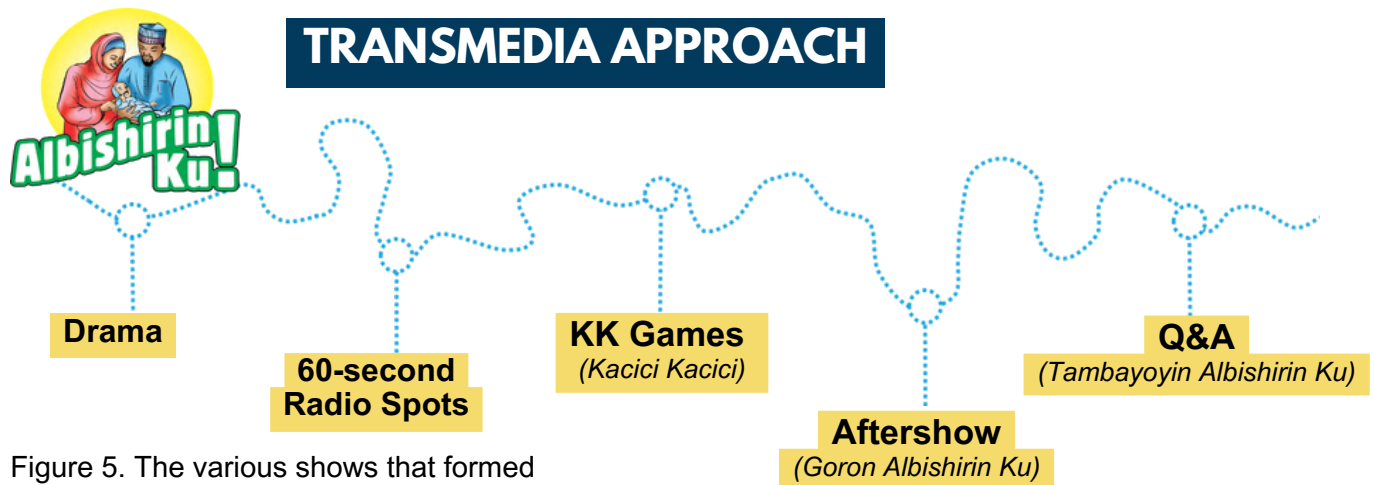 TRANSMEDIA APPROACH
Albishirin
Ku!
Drama
60-second
Radio Spots
KK Games
(Kacici Kacici)
Aftershow
(Goron Albishirin Ku)
Q&A
(Tambayoyin Albishirin Ku)
Figure 5. The various shows that formed